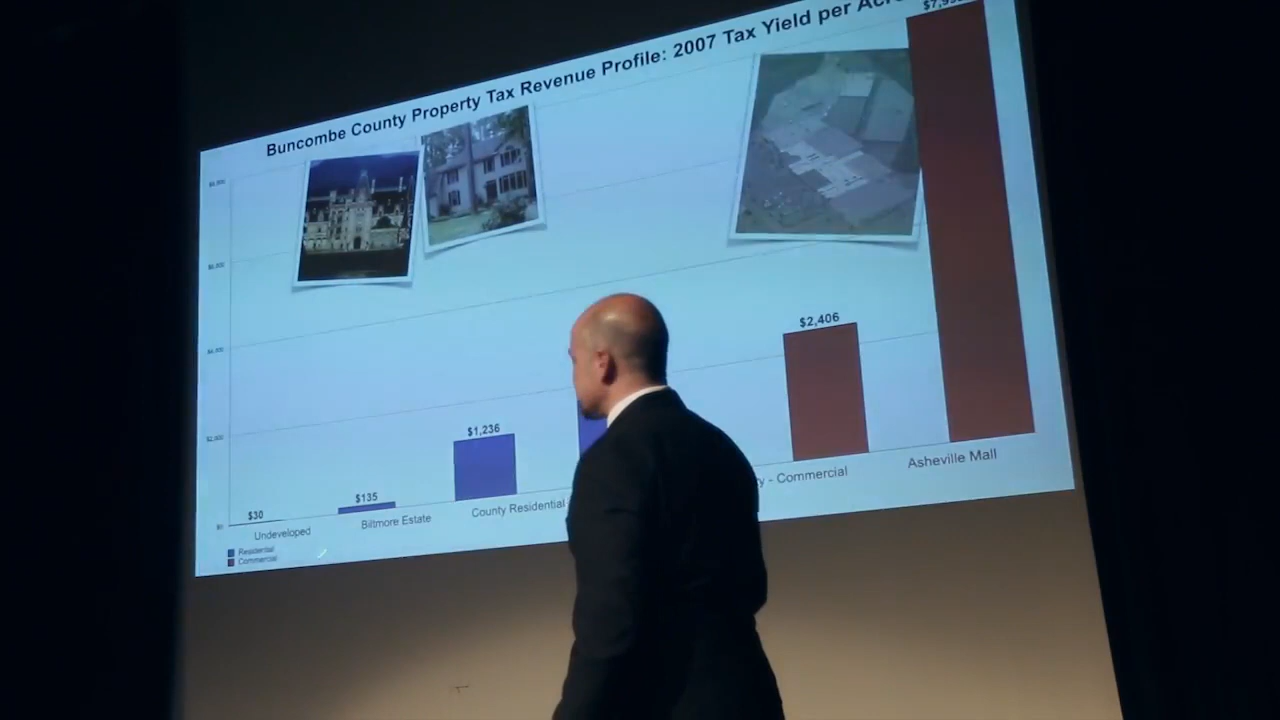 Buncombe County Property Tax Revenue Profile: 2007 Tax Yield per Acre
$2,406
$1,236
$135
$30
Asheville Mall
y - Commercial
County Residential
Biltmore Estate
Undeveloped
Residential
Commercial